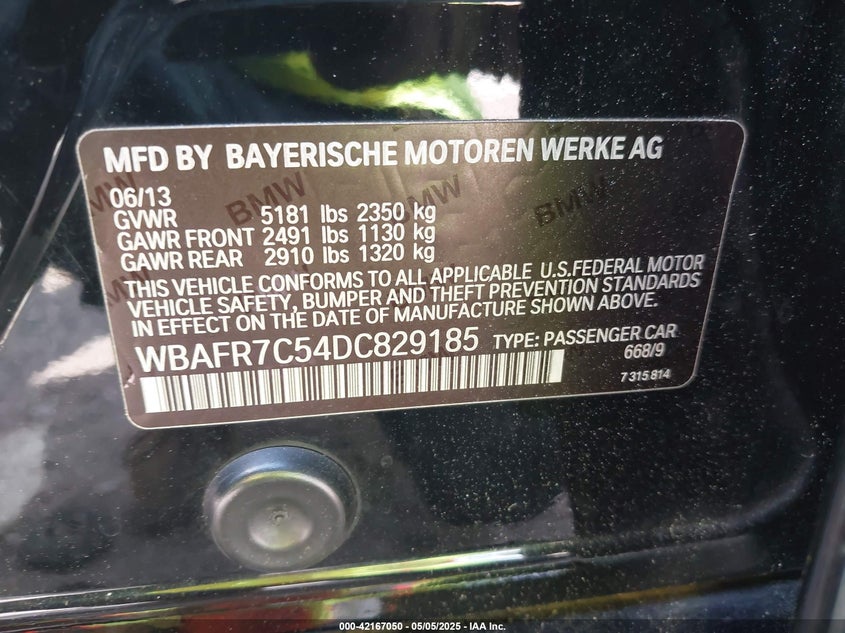 MFD BY BAYERISCHE MOTOREN WERKE AG
06/13
GVWR 5181 lbs 2350 kg
GAWR FRONT 2491 lbs 1130 kg
GAWR REAR 2910 lbs 1320 kg
THIS VEHICLE CONFORMS TO ALL APPLICABLE U.S.FEDERAL MOTOR
VEHICLE SAFETY, BUMPER AND THEFT PREVENTION STANDARDS
IN EFFECT ON THE DATE OF MANUFACTURE SHOWN ABOVE.
WBAFR7C54DC829185 TYPE: PASSENGER CAR
668/9
7 315 814
BMW
BMW
BMW
000-42167050 - 05/05/2025 - IAA Inc.